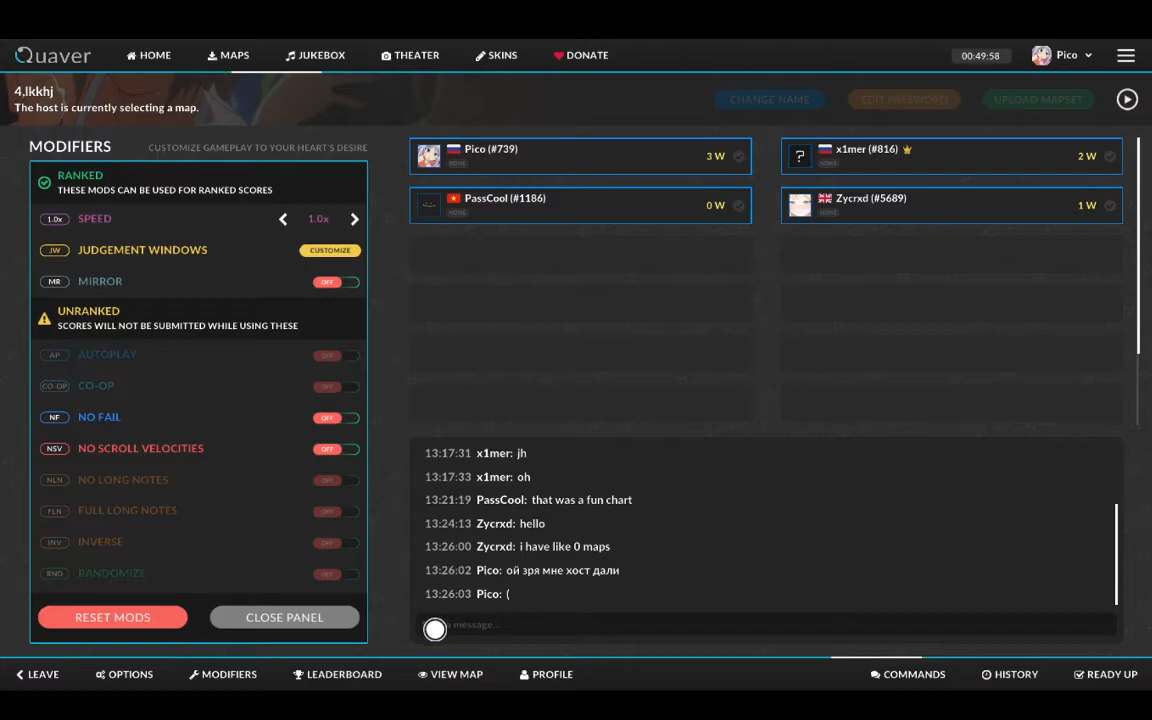 Quaver
HOME
MAPS
JUKEBOX
THEATER
SKINS
DONATE
00:49:58
Pico
4,lkkhj
The host is currently selecting a map.
CHANGE NAME
EDIT PASSWORD
UPLOAD MAPSET
MODIFIERS
CUSTOMIZE GAMEPLAY TO YOUR HEART'S DESIRE
RANKED
THESE MODS CAN BE USED FOR RANKED SCORES
1.0x SPEED 1.0x
JW JUDGEMENT WINDOWS CUSTOMIZE
MR MIRROR OFF
UNRANKED
SCORES WILL NOT BE SUBMITTED WHILE USING THESE
AP AUTOPLAY OFF
CO-OP CO-OP OFF
NF NO FAIL OFF
NSV NO SCROLL VELOCITIES OFF
NLN NO LONG NOTES OFF
FLN FULL LONG NOTES OFF
INV INVERSE OFF
RND RANDOMIZE OFF
RESET MODS
CLOSE PANEL
Pico (#739)
NONE
3 W
x1mer (#816)
NONE
2 W
PassCool (#1186)
NONE
0 W
Zycrxd (#5689)
NONE
1 W
13:17:31 x1mer: jh
13:17:33 x1mer: oh
13:21:19 PassCool: that was a fun chart
13:24:13 Zycrxd: hello
13:26:00 Zycrxd: i have like 0 maps
13:26:02 Pico: ой зря мне хост дали
13:26:03 Pico: (
a message...
LEAVE
OPTIONS
MODIFIERS
LEADERBOARD
VIEW MAP
PROFILE
COMMANDS
HISTORY
READY UP